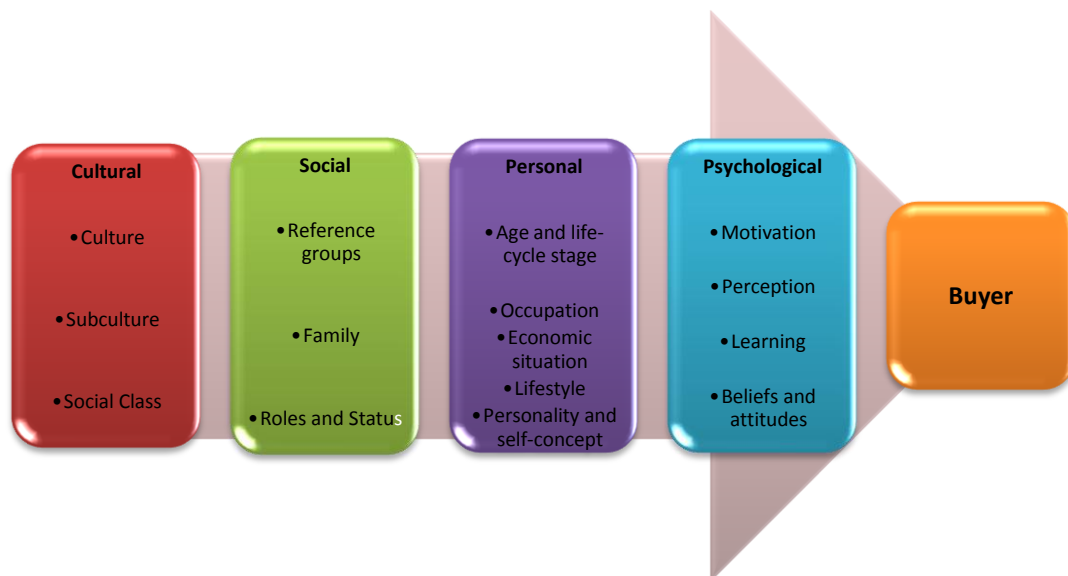 Cultural
•Culture
•Subculture
•Social Class
Social
•Reference
groups
•Family
•Roles and Status
Personal
•Age and life-
cycle stage
•Occupation
•Economic
situation
•Lifestyle
•Personality and
self-concept
Psychological
•Motivation
•Perception
•Learning
•Beliefs and
attitudes
Buyer